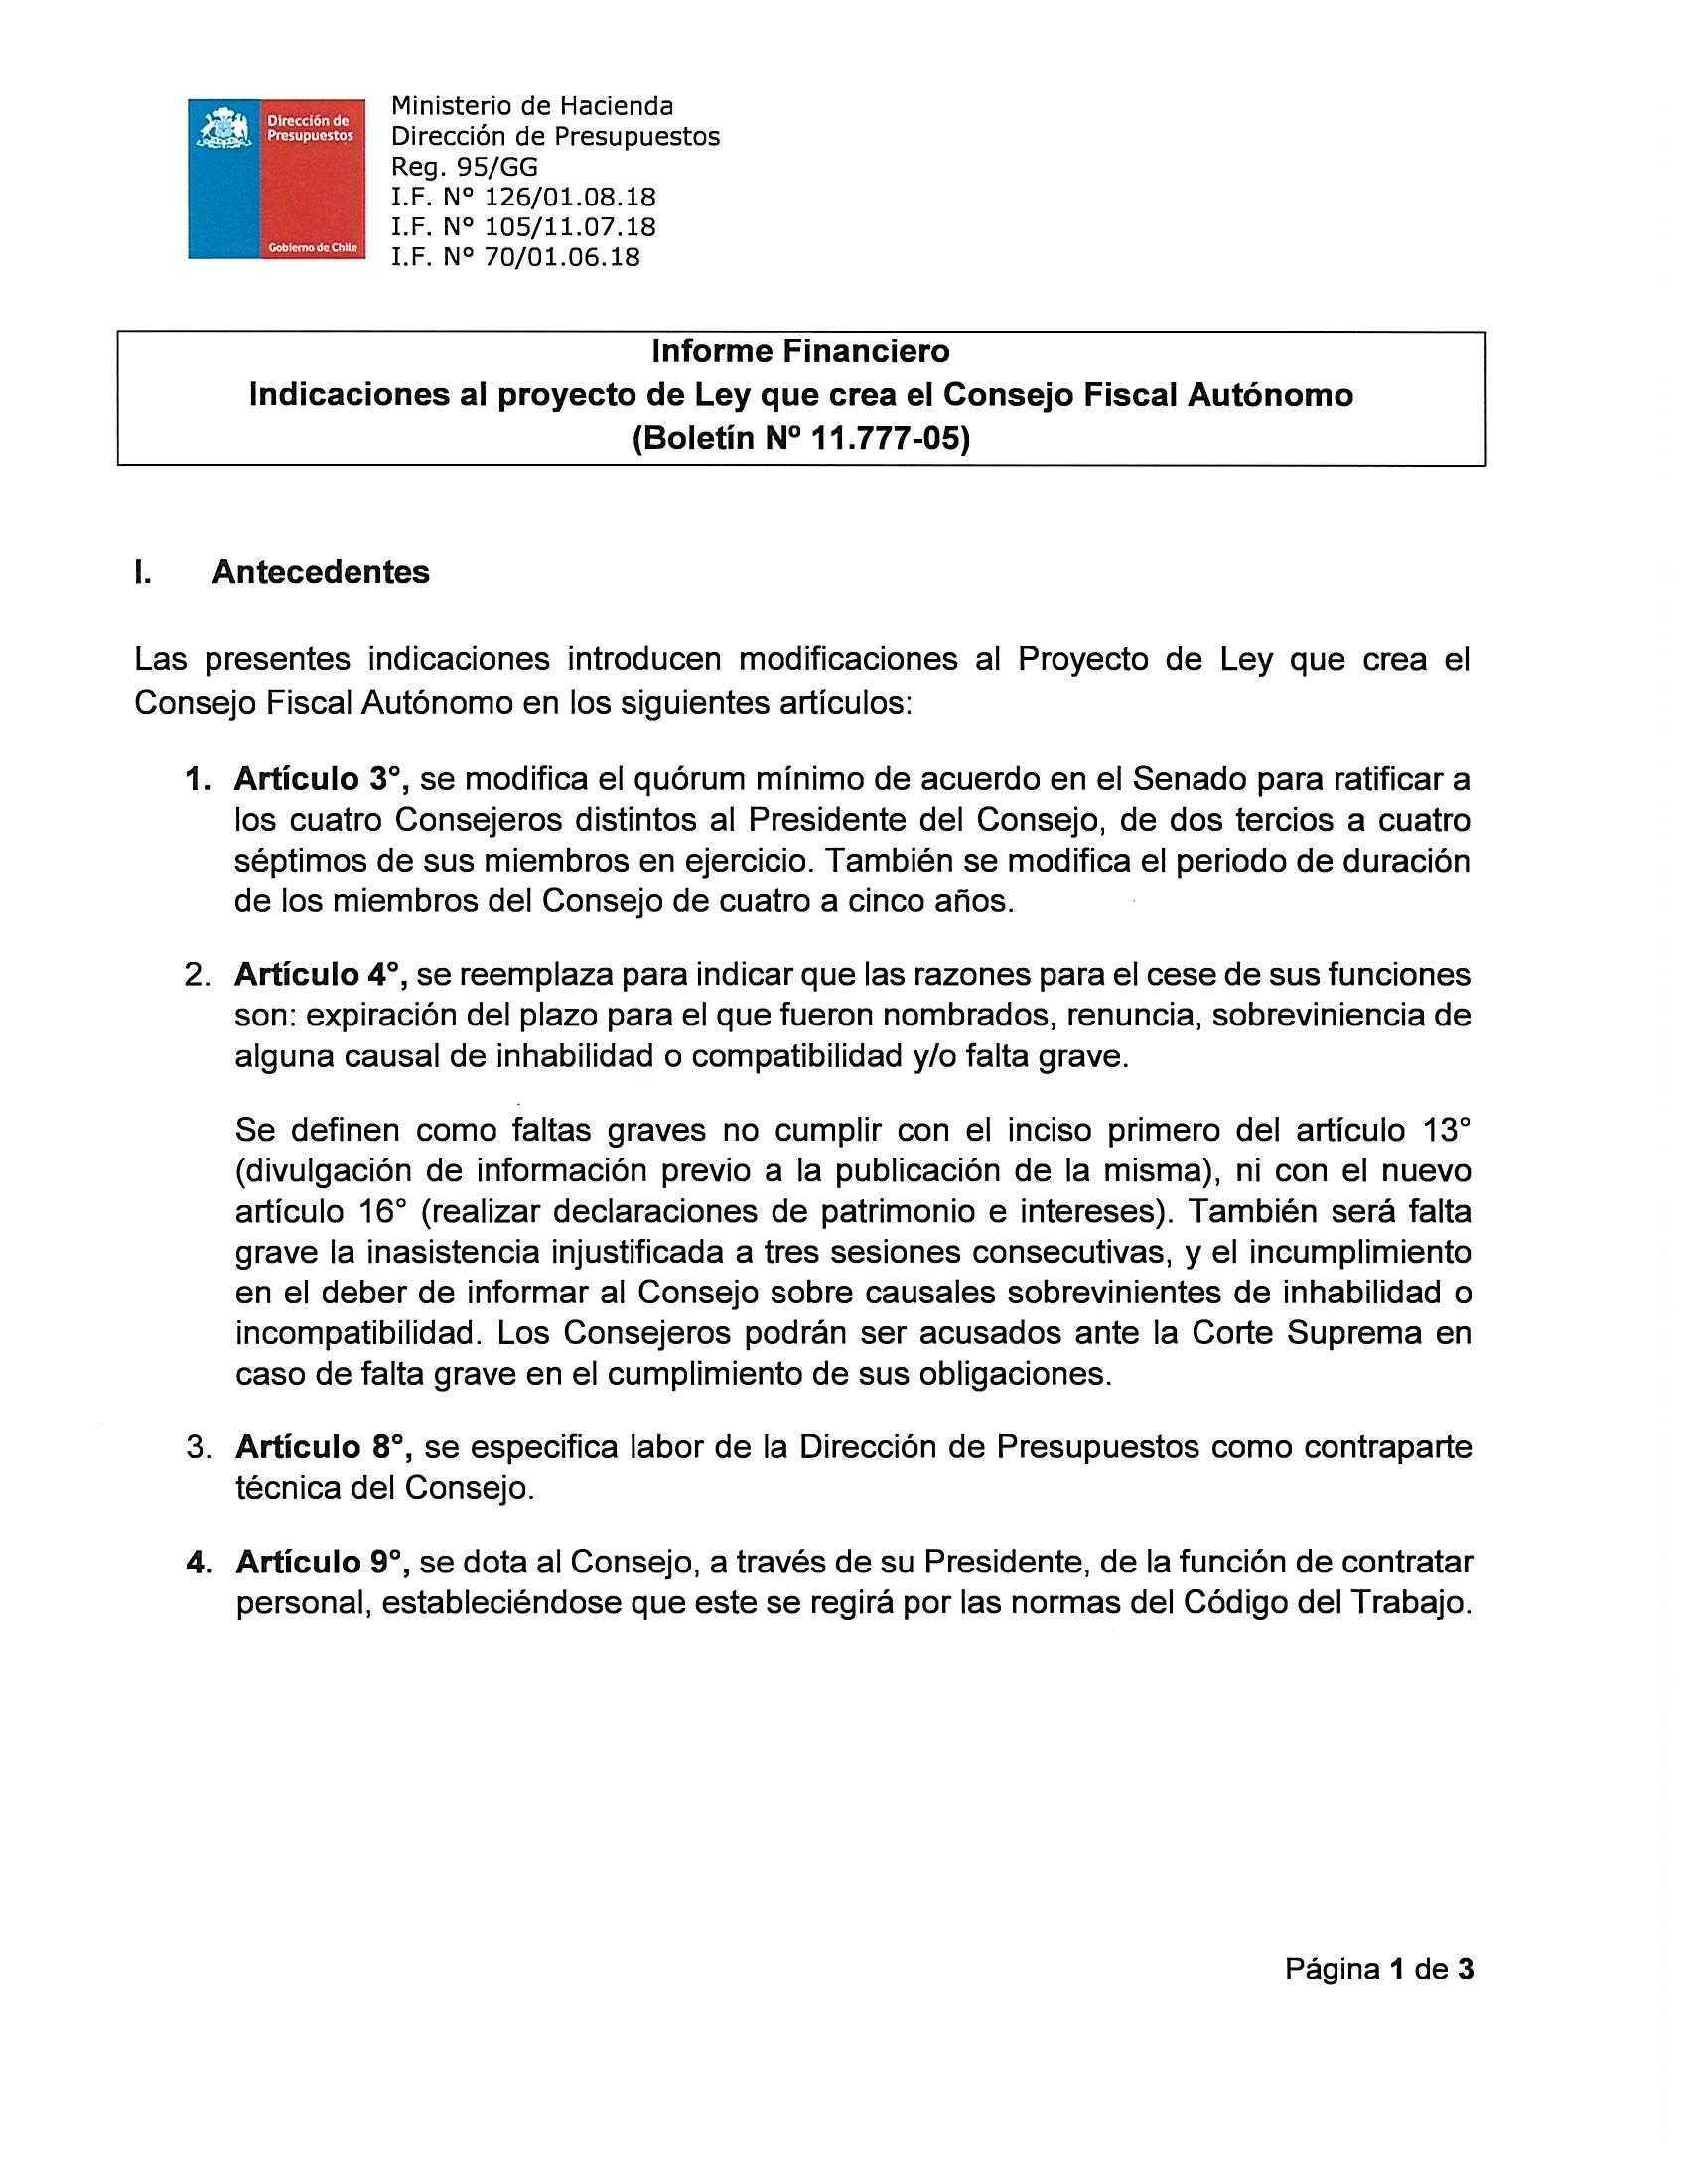 Dirección de
Presupuestos
Gobierno de Chile
Ministerio de Hacienda
Dirección de Presupuestos
Reg. 95/GG
I.F. Nº 126/01.08.18
I.F. Nº 105/11.07.18
I.F. Nº 70/01.06.18
Informe Financiero
Indicaciones al proyecto de Ley que crea el Consejo Fiscal Autónomo
(Boletín Nº 11.777-05)
I. Antecedentes
Las presentes indicaciones introducen modificaciones al Proyecto de Ley que crea el
Consejo Fiscal Autónomo en los siguientes artículos:
1. Artículo 3°, se modifica el quórum mínimo de acuerdo en el Senado para ratificar a
los cuatro Consejeros distintos al Presidente del Consejo, de dos tercios a cuatro
séptimos de sus miembros en ejercicio. También se modifica el periodo de duración
de los miembros del Consejo de cuatro a cinco años.
2. Artículo 4°, se reemplaza para indicar que las razones para el cese de sus funciones
son: expiración del plazo para el que fueron nombrados, renuncia, sobreviniencia de
alguna causal de inhabilidad o compatibilidad y/o falta grave.
Se definen como faltas graves no cumplir con el inciso primero del artículo 13°
(divulgación de información previo a la publicación de la misma), ni con el nuevo
artículo 16° (realizar declaraciones de patrimonio e intereses). También será falta
grave la inasistencia injustificada a tres sesiones consecutivas, y el incumplimiento
en el deber de informar al Consejo sobre causales sobrevinientes de inhabilidad o
incompatibilidad. Los Consejeros podrán ser acusados ante la Corte Suprema en
caso de falta grave en el cumplimiento de sus obligaciones.
3. Artículo 8°, se especifica labor de la Dirección de Presupuestos como contraparte
técnica del Consejo.
4. Artículo 9°, se dota al Consejo, a través de su Presidente, de la función de contratar
personal, estableciéndose que este se regirá por las normas del Código del Trabajo.
Página 1 de 3